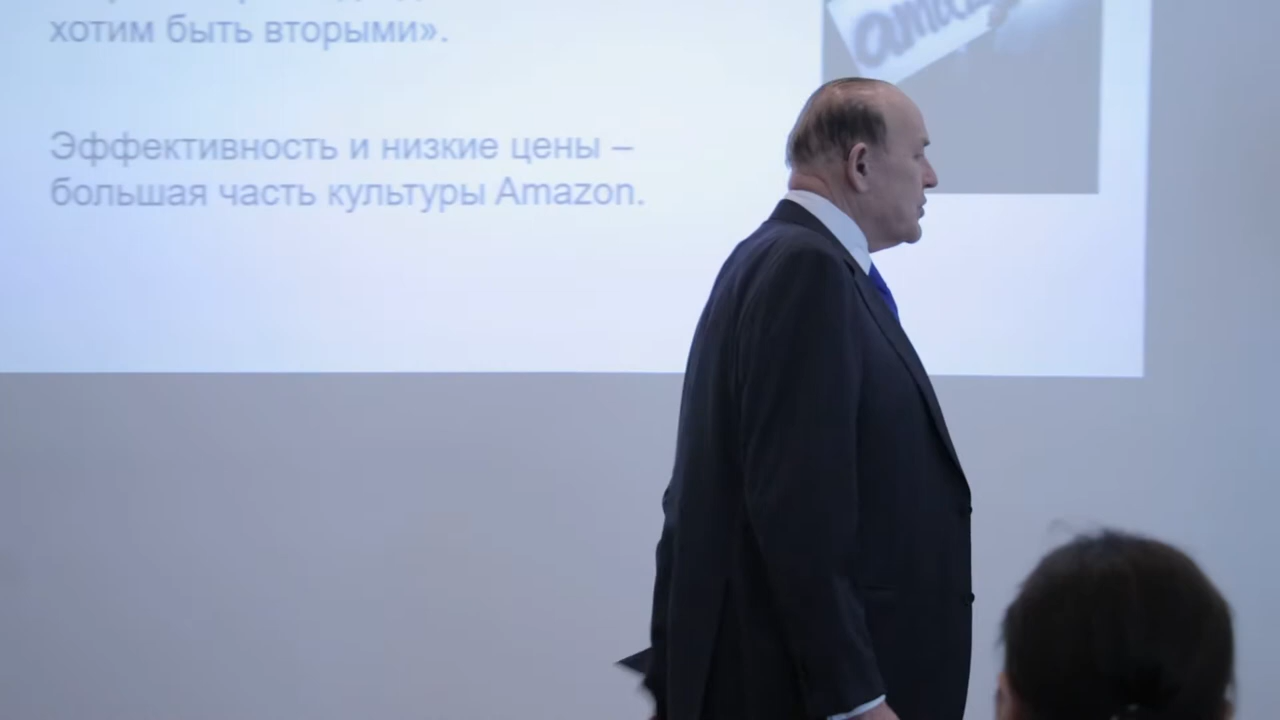 хотим быть вторыми».
Эффективность и низкие цены –
большая часть культуры Amazon.